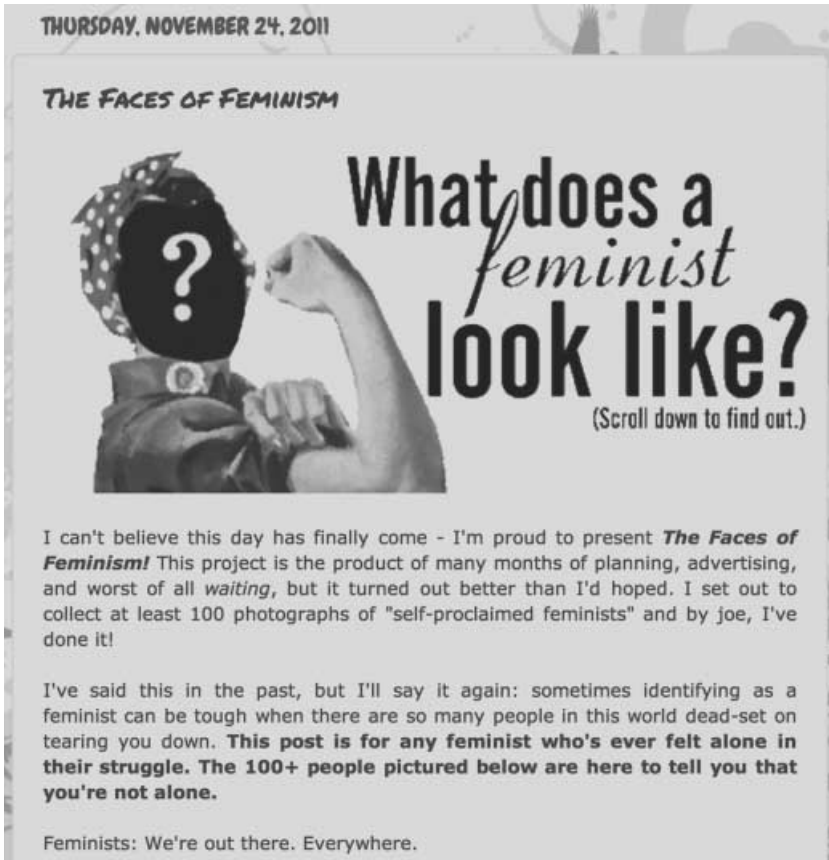 THURSDAY, NOVEMBER 24, 2011
THE FACES OF FEMINISM
?
What does a
feminist
look like?
(Scroll down to find out.)
I can't believe this day has finally come - I'm proud to present The Faces of
Feminism! This project is the product of many months of planning, advertising,
and worst of all waiting, but it turned out better than I'd hoped. I set out to
collect at least 100 photographs of "self-proclaimed feminists" and by joe, I've
done it!
I've said this in the past, but I'll say it again: sometimes identifying as a
feminist can be tough when there are so many people in this world dead-set on
tearing you down. This post is for any feminist who's ever felt alone in
their struggle. The 100+ people pictured below are here to tell you that
you're not alone.
Feminists: We're out there. Everywhere.